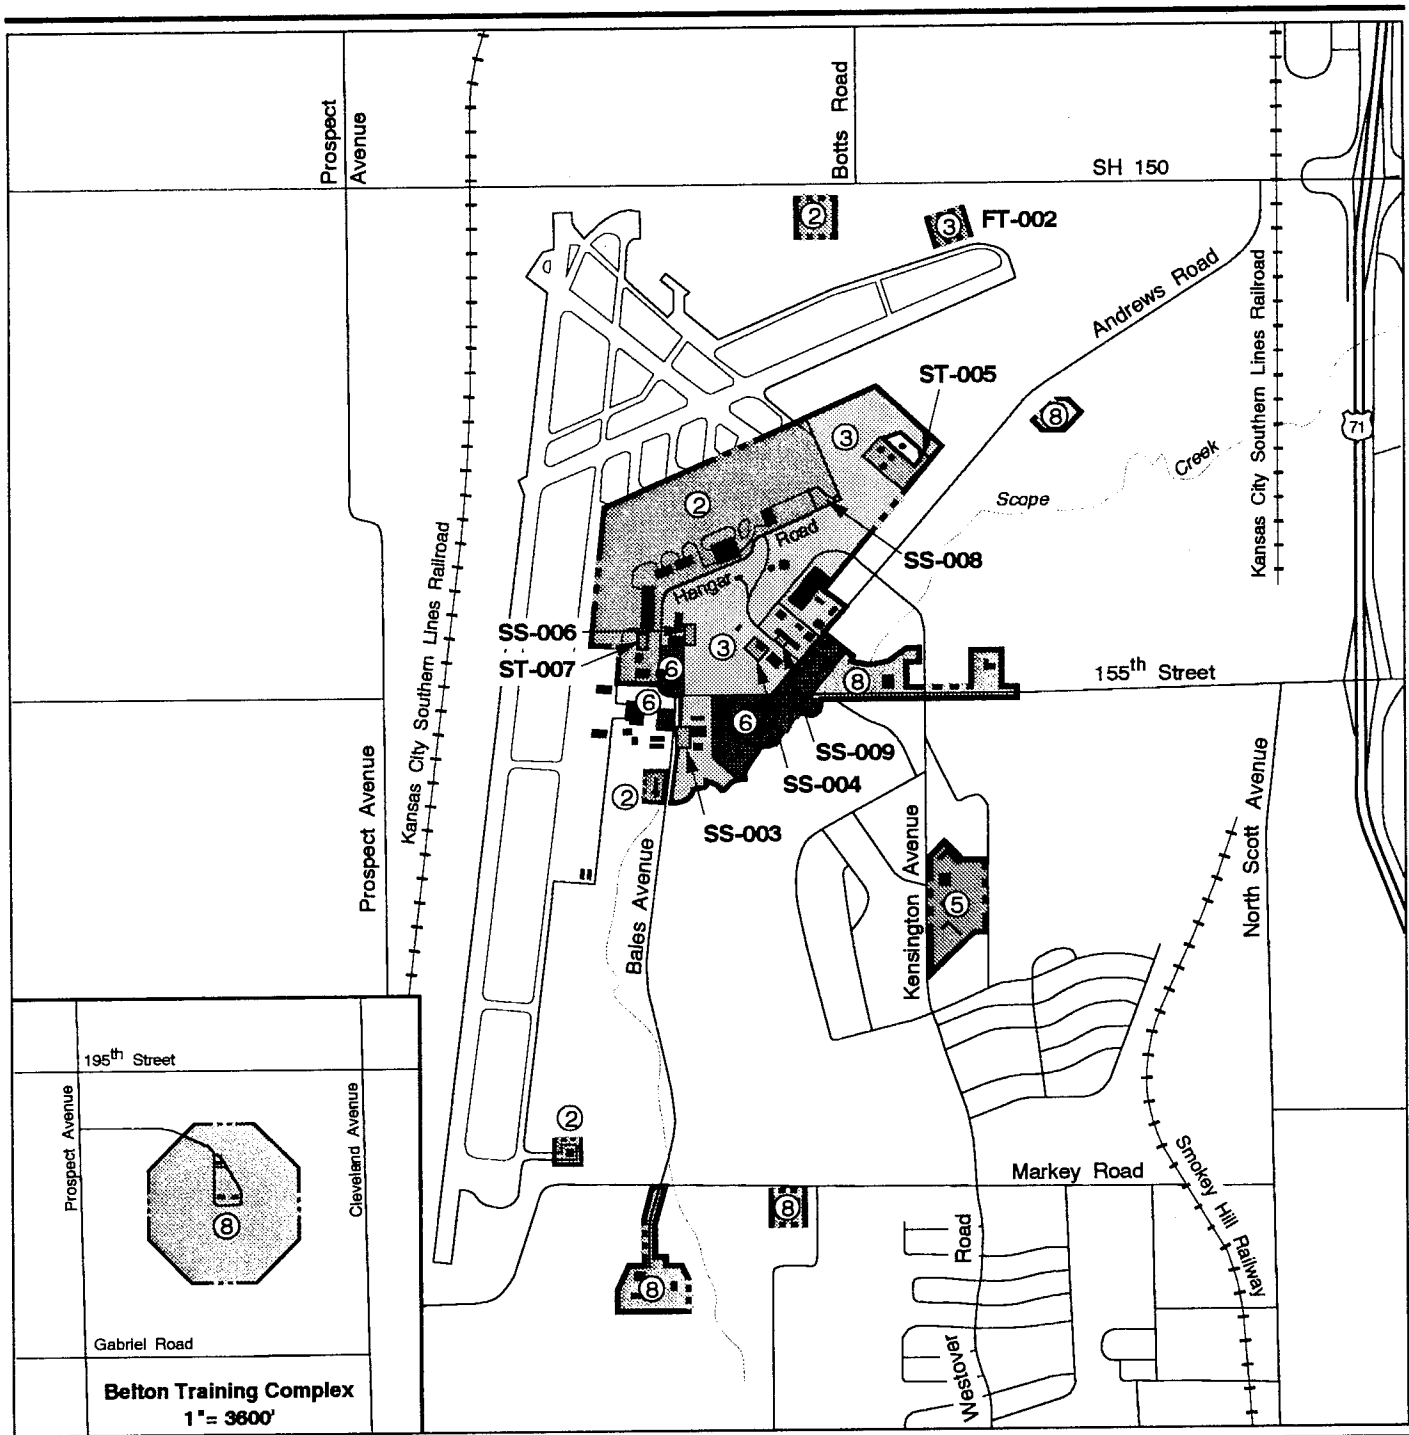 Prospect
Avenue
Botts Road
SH 150
2
3
FT-002
Andrews Road
Kansas City Southern Lines Railroad
71
ST-005
3
8
Creek
Scope
2
Road
Hangar
SS-008
Kansas City Southern Lines Railroad
SS-006
ST-007
3
6
8
155th Street
6
6
SS-009
SS-004
SS-003
2
Prospect Avenue
Bales Avenue
Kensington Avenue
North Scott Avenue
5
195th Street
Prospect Avenue
Cleveland Avenue
8
Gabriel Road
Belton Training Complex
1"= 3600'
2
Markey Road
8
8
Smokey Hill Railway
Westover Road